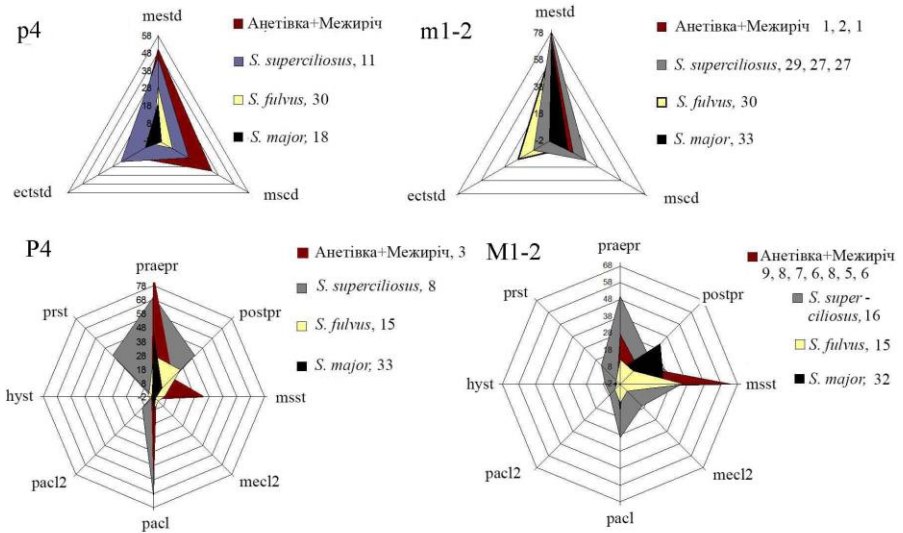 p4
mestd
58
48
38
28
18
8
-2
ectstd
mscd
Анетівка+Межиріч
S. superciliosus, 11
S. fulvus, 30
S. major, 18
m1-2
mestd
78
58
38
18
-2
ectstd
mscd
Анетівка+Межиріч 1, 2, 1
S. superciliosus, 29, 27, 27
S. fulvus, 30
S. major, 33
P4
praepr
78
68
58
48
38
28
18
8
-2
prst
postpr
hyst
msst
pacl2
mecl2
pacl
Анетівка+Межиріч, 3
S. superciliosus, 8
S. fulvus, 15
S. major, 33
M1-2
praepr
68
58
48
38
28
18
8
-2
prst
postpr
hyst
msst
pacl2
mecl2
pacl
Анетівка+Межиріч
9, 8, 7, 6, 8, 5, 6
S. super -
ciliosus, 16
S. fulvus, 15
S. major, 32